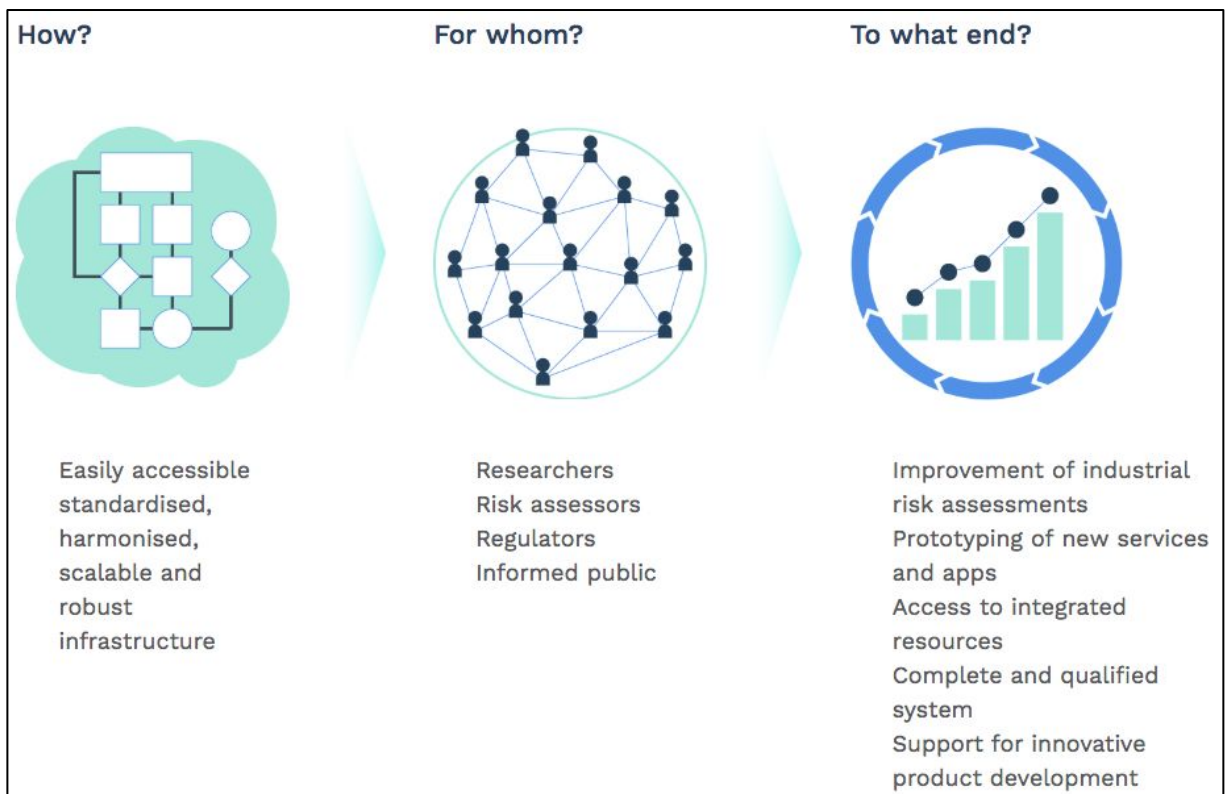 How?
For whom?
To what end?
Easily accessible
standardised,
harmonised,
scalable and
robust
infrastructure
Researchers
Risk assessors
Regulators
Informed public
Improvement of industrial
risk assessments
Prototyping of new services
and apps
Access to integrated
resources
Complete and qualified
system
Support for innovative
product development